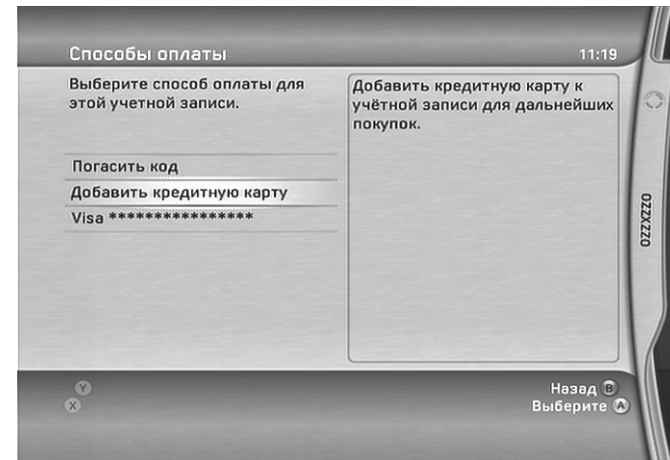 Способы оплаты
11:19
Выберите способ оплаты для
этой учетной записи.
Погасить код
Добавить кредитную карту
Visa ****************
Добавить кредитную карту к
учётной записи для дальнейших
покупок.
OZZXZZO
Y
X
Назад B
Выберите A